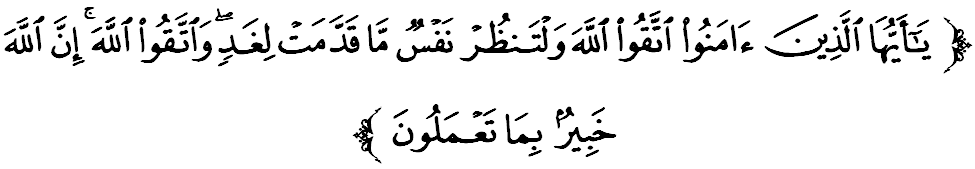 ﴿ يَـٰٓأَيُّهَا ٱلَّذِينَ ءَامَنُوا۟ ٱتَّقُوا۟ ٱللَّهَ وَلْتَنظُرْ نَفْسٌ مَّا قَدَّمَتْ لِغَدٍ ۖ وَٱتَّقُوا۟ ٱللَّهَ ۚ إِنَّ ٱللَّهَ
خَبِيرٌۢ بِمَا تَعْمَلُونَ ﴾